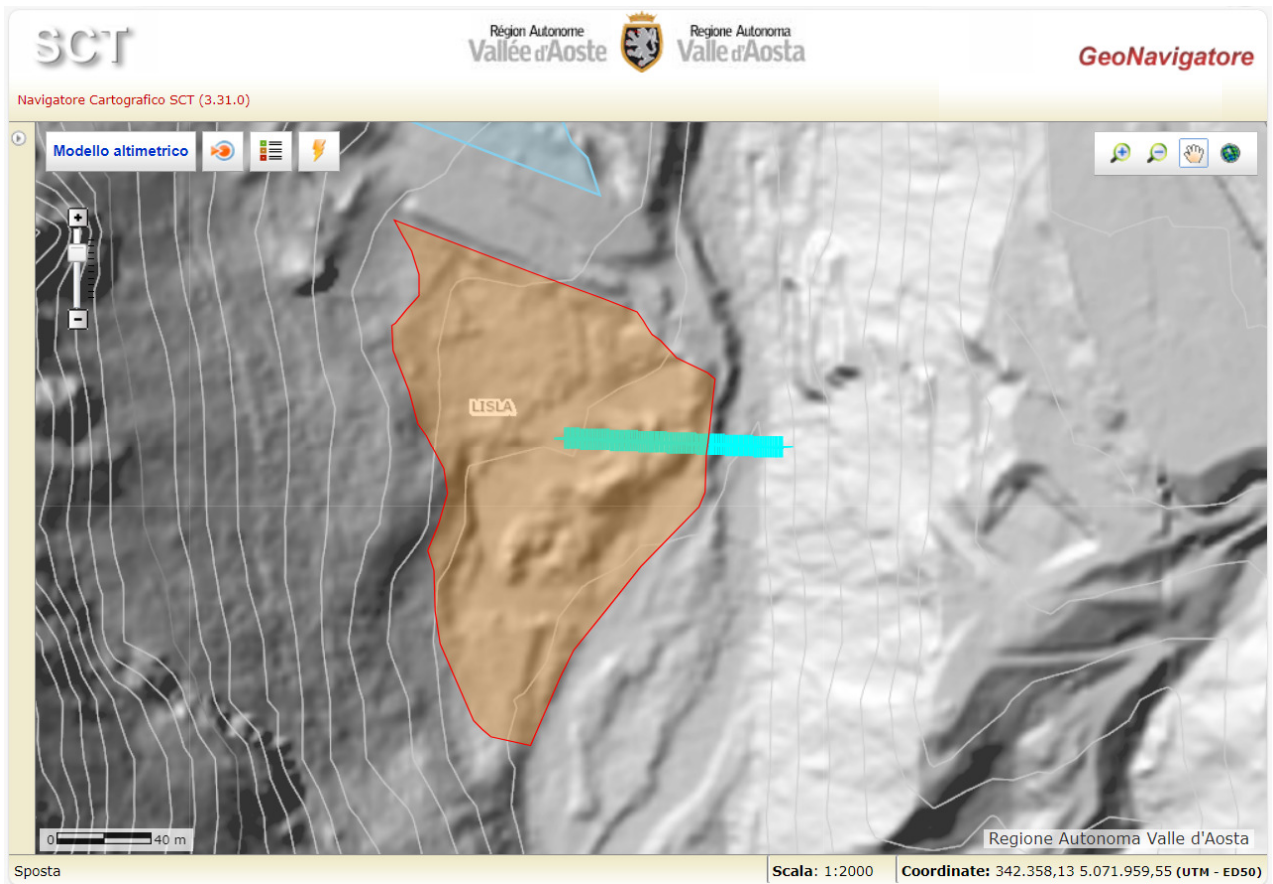 SCT
Région Autonome
Vallée d'Aoste
Regione Autonoma
Valle d'Aosta
GeoNavigatore
Navigatore Cartografico SCT (3.31.0)
Modello altimetrico
LISLA
0 40 m
Regione Autonoma Valle d'Aosta
Sposta
Scala: 1:2000
Coordinate: 342.358,13 5.071.959,55 (UTM - ED50)